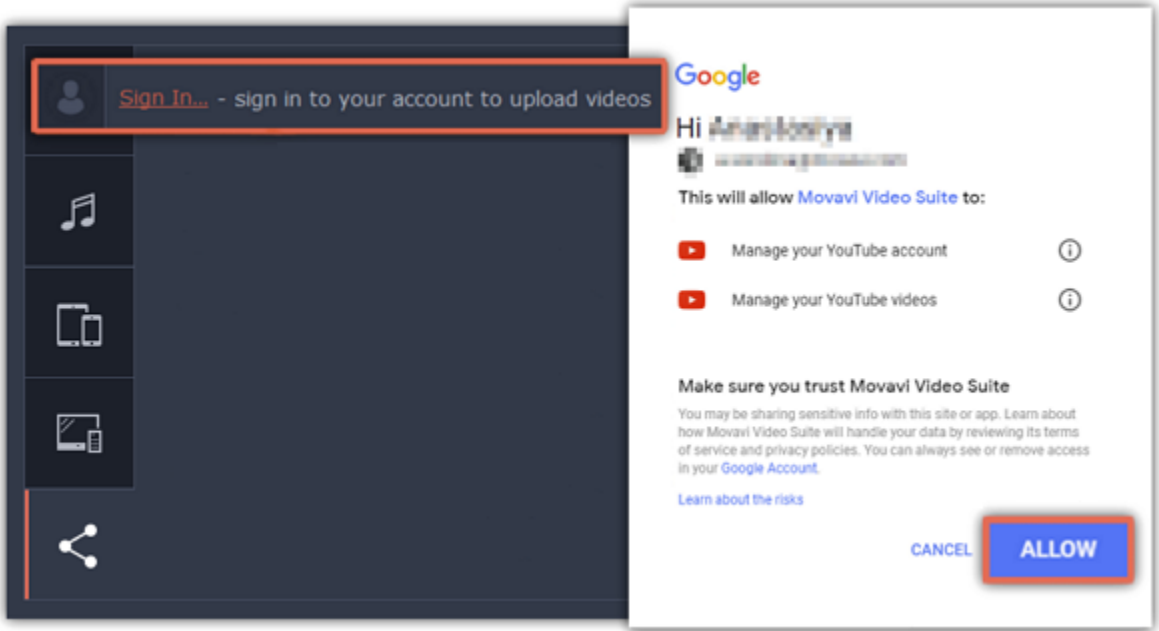 Sign In... - sign in to your account to upload videos
Google
Hi
This will allow Movavi Video Suite to:
Manage your YouTube account
Manage your YouTube videos
Make sure you trust Movavi Video Suite
You may be sharing sensitive info with this site or app. Learn about
how Movavi Video Suite will handle your data by reviewing its terms
of service and privacy policies. You can always see or remove access
in your Google Account.
Learn about the risks
CANCEL
ALLOW